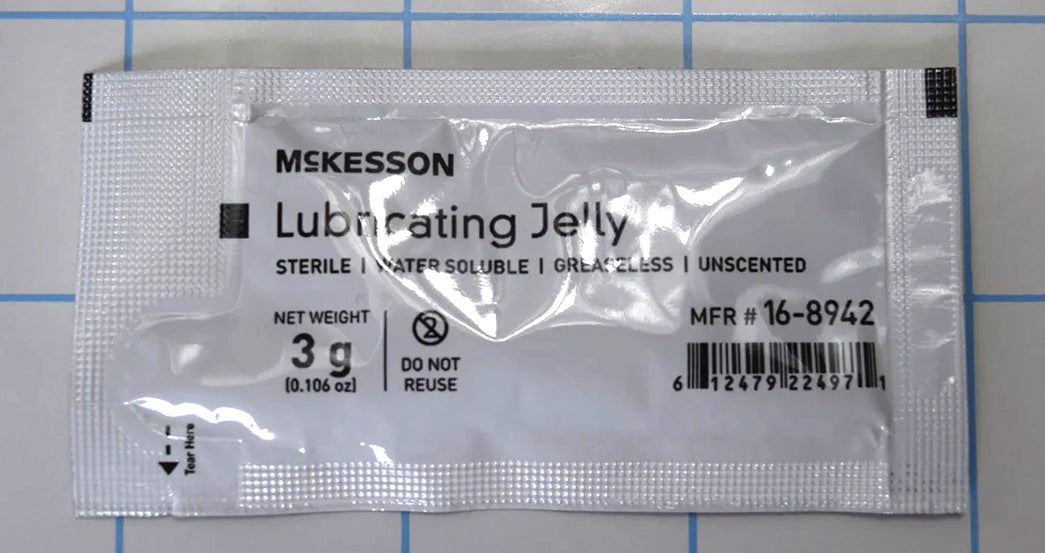 McKESSON
Lubricating Jelly
STERILE | WATER SOLUBLE | GREASELESS | UNSCENTED
NET WEIGHT
3 g
(0.106 oz)
DO NOT
REUSE
MFR # 16-8942
6 12479 22497 1
Tear Here